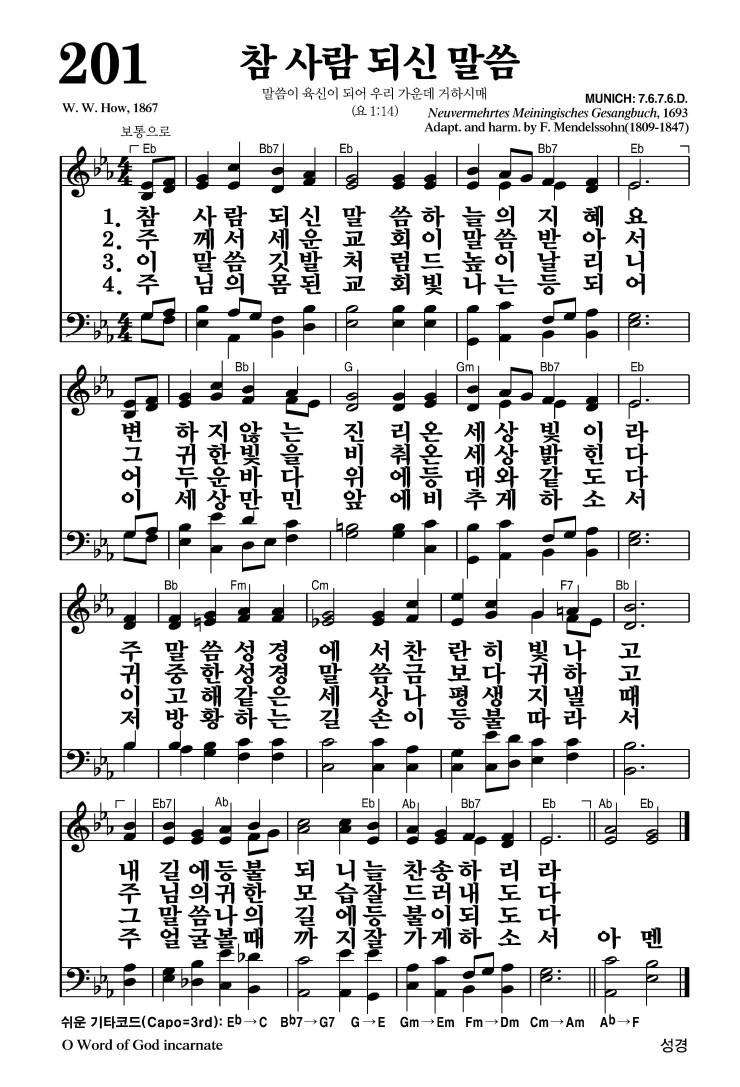 201
참 사람 되신 말씀
말씀이 육신이 되어 우리 가운데 거하시매
(요 1:14)
W. W. How, 1867
MUNICH: 7.6.7.6.D.
Neuvermehrtes Meiningisches Gesangbuch, 1693
Adapt. and harm. by F. Mendelssohn(1809-1847)
보통으로
Eb Bb7 Eb Bb7 Eb
4 4
1. 참 사 람 되 신 말 씀 하 늘 의 지 혜 요
2. 주 께 서 세 운 교 회 이 말 씀 받 아 서
3. 이 말 씀 깃 발 처 럼 드 높 이 날 리 니
4. 주 님 의 몸 된 교 회 빛 나 는 등 되 어
4 4
Bb G Gm Bb7 Eb
변 하 지 않 는 진 리 온 세 상 빛 이 라
그 귀 한 빛 을 비 춰 온 세 상 밝 힌 다
어 두 운 바 다 위 에 등 대 와 같 도 다
이 세 상 만 민 앞 에 비 추 게 하 소 서
Bb Fm Cm F7 Bb
주 말 씀 성 경 에 서 찬 란 히 빛 나 고
귀 중 한 성 경 말 씀 금 보 다 귀 하 고
이 고 해 같 은 세 상 나 평 생 지 낼 때
저 방 황 하 는 길 손 이 등 불 따 라 서
Eb7 Ab Eb Ab Bb7 Eb Ab Eb
내 길 에 등 불 되 니 늘 찬 송 하 리 라
주 님 의 귀 한 모 습 잘 드 러 내 도 다
그 말 씀 나 의 길 에 등 불 이 되 도 다
주 얼 굴 볼 때 까 지 잘 가 게 하 소 서 아 멘
쉬운 기타코드(Capo=3rd): Eb→C Bb7→G7 G→E Gm→Em Fm→Dm Cm→Am Ab→F
O Word of God incarnate
성경